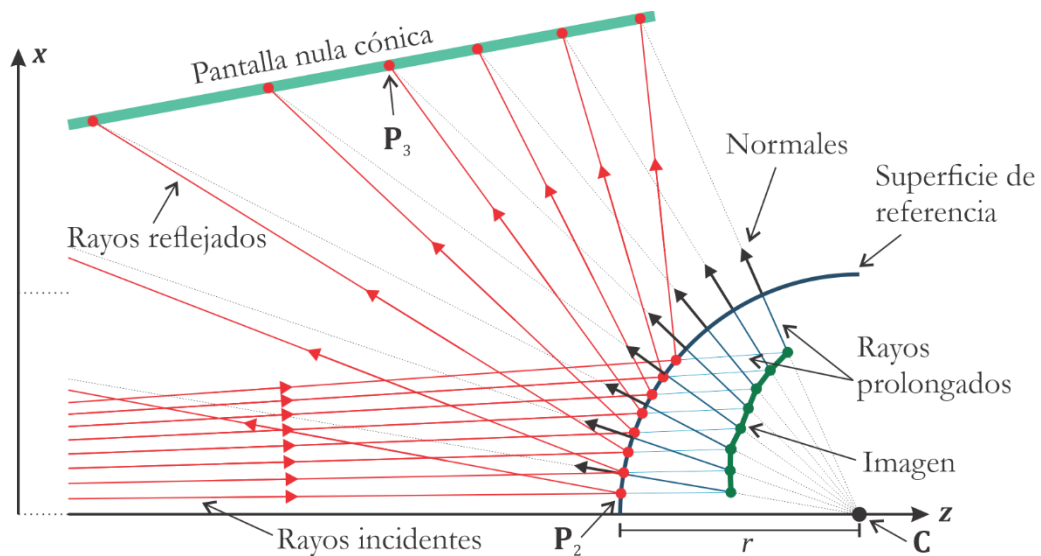 x
Pantalla nula cónica
P3
Normales
Superficie de
referencia
Rayos reflejados
Rayos
prolongados
Imagen
Rayos incidentes
P2
r
z
C